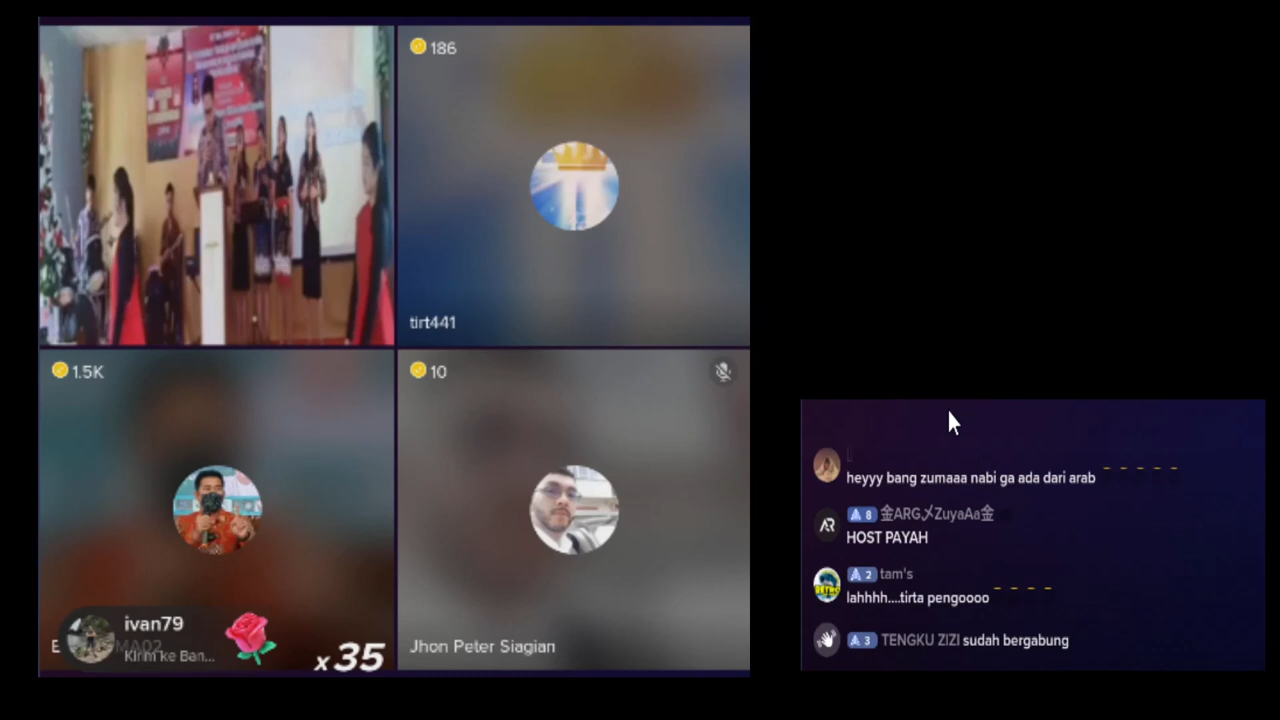 186
tirt441
1.5K
10
ivan79
Kirim ke Ban...
x35
Jhon Peter Siagian
heyyy bang zumaaa nabi ga ada dari arab
8 金ARG乄ZuyaAa金
AR
HOST PAYAH
2 tam's
lahhhh....tirta pengoooo
3 TENGKU ZIZI sudah bergabung